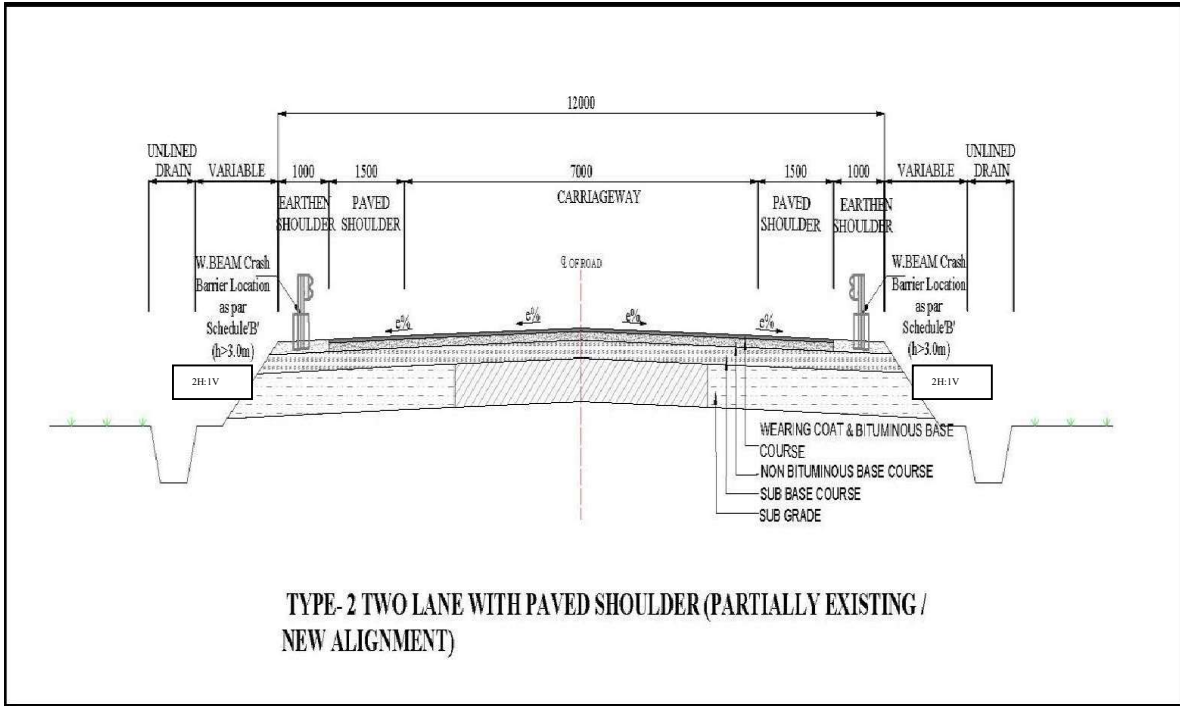 12000
UNLINED
DRAIN
VARIABLE
1000
1500
7000
1500
1000
VARIABLE
UNLINED
DRAIN
EARTHEN
SHOULDER
PAVED
SHOULDER
CARRIAGEWAY
PAVED
SHOULDER
EARTHEN
SHOULDER
W.BEAM Crash
Barrier Location
as par
Schedule'B'
(h>3.0m)
℄ OF ROAD
W.BEAM Crash
Barrier Location
as par
Schedule'B'
(h>3.0m)
e%
e%
e%
e%
2H:1V
2H:1V
WEARING COAT & BITUMINOUS BASE
COURSE
NON BITUMINOUS BASE COURSE
SUB BASE COURSE
SUB GRADE
TYPE- 2 TWO LANE WITH PAVED SHOULDER (PARTIALLY EXISTING /
NEW ALIGNMENT)